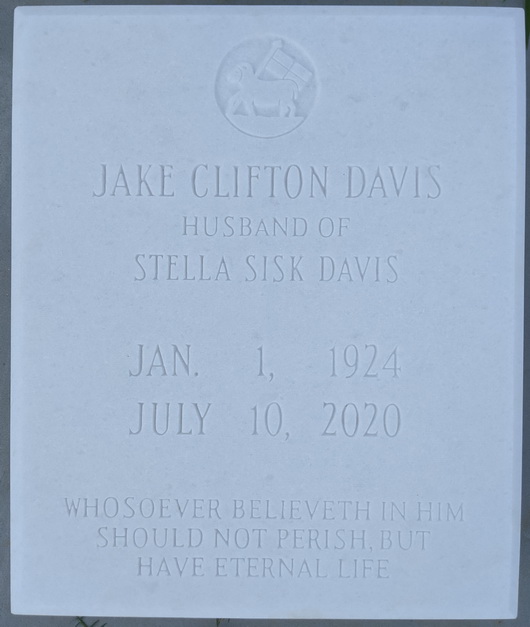 JAKE CLIFTON DAVIS
HUSBAND OF
STELLA SISK DAVIS
JAN. 1, 1924
JULY 10, 2020
WHOSOEVER BELIEVETH IN HIM
SHOULD NOT PERISH, BUT
HAVE ETERNAL LIFE